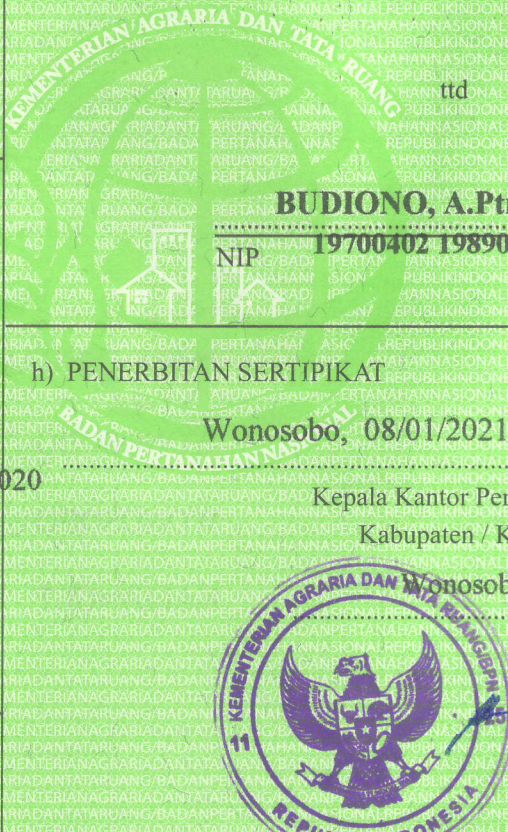 KEMENTERIAN AGRARIA DAN TATA RUANG
ttd
BUDIONO, A.Pt
NIP 19700402 19890
h) PENERBITAN SERTIPIKAT
BADAN PERTANAHAN NASIONAL
Wonosobo, 08/01/2021
020
Kepala Kantor Per
Kabupaten / K
Wonosob
KEMENTERIAN AGRARIA DAN TATA RUANG/BPN
11
REPUBLIK INDONESIA